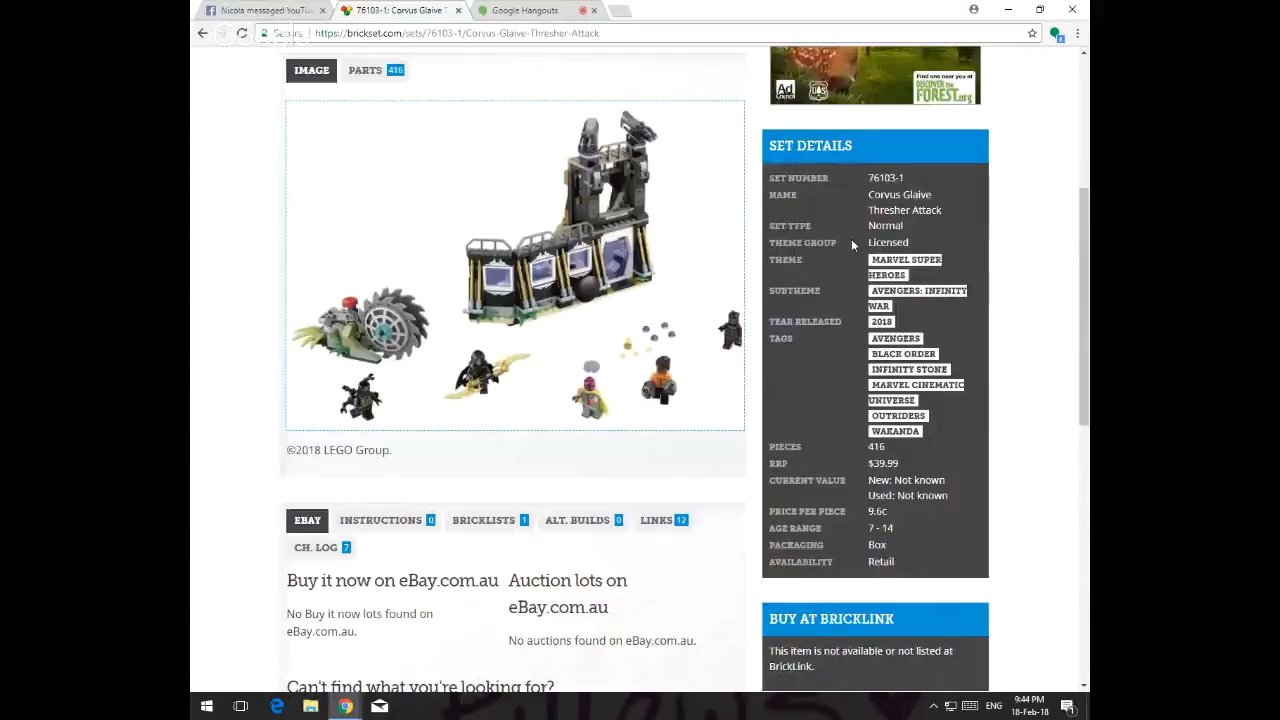 Nicola messaged YouTu
76103-1: Corvus Glaive T
Google Hangouts
Secure
https://brickset.com/sets/76103-1/Corvus-Glaive-Thresher-Attack
IMAGE
PARTS 416
Ad
Council
UAS
Find one near you at
DISCOVER the
FOREST.org
SET DETAILS
SET NUMBER 76103-1
NAME Corvus Glaive
Thresher Attack
SET TYPE Normal
THEME GROUP Licensed
THEME MARVEL SUPER
HEROES
SUBTHEME AVENGERS: INFINITY
WAR
YEAR RELEASED 2018
TAGS AVENGERS
BLACK ORDER
INFINITY STONE
MARVEL CINEMATIC
UNIVERSE
OUTRIDERS
WAKANDA
PIECES 416
RRP $39.99
CURRENT VALUE New: Not known
Used: Not known
PRICE PER PIECE 9.6c
AGE RANGE 7 - 14
PACKAGING Box
AVAILABILITY Retail
©2018 LEGO Group.
EBAY INSTRUCTIONS 0 BRICKLISTS 1 ALT. BUILDS 0 LINKS 12
CH. LOG 7
Buy it now on eBay.com.au
No Buy it now lots found on
eBay.com.au.
Auction lots on
eBay.com.au
No auctions found on eBay.com.au.
Can't find what you're looking for?
BUY AT BRICKLINK
This item is not available or not listed at
BrickLink.
ENG
9:44 PM
18-Feb-18